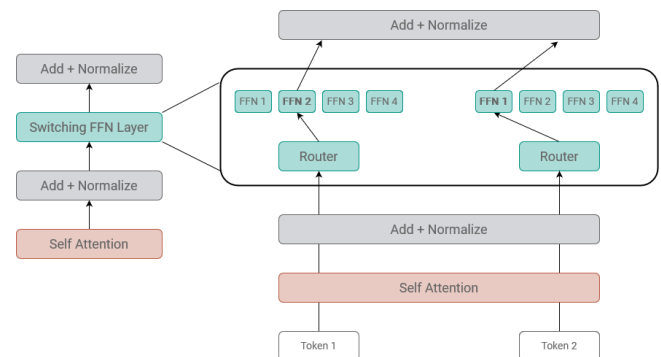 Add + Normalize
Switching FFN Layer
Add + Normalize
Self Attention
Add + Normalize
FFN 1 FFN 2 FFN 3 FFN 4
FFN 1 FFN 2 FFN 3 FFN 4
Router
Router
Add + Normalize
Self Attention
Token 1
Token 2